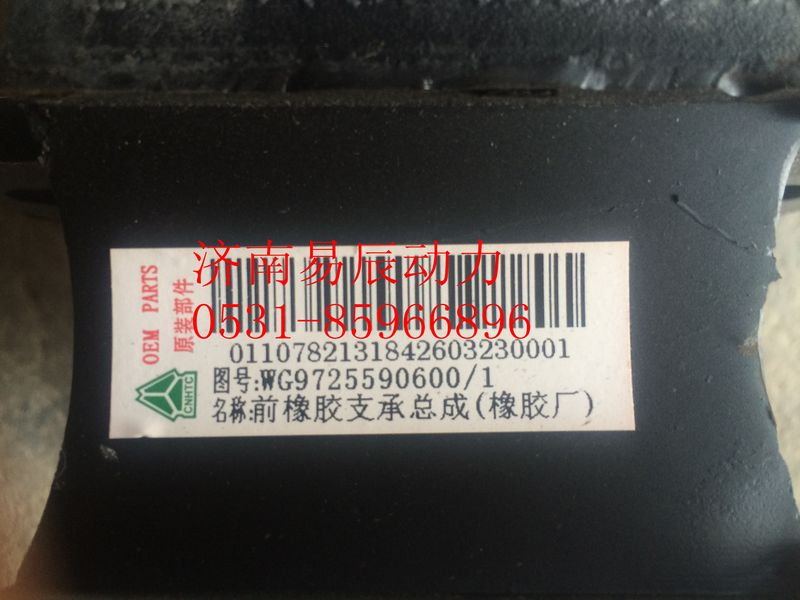 济南易辰动力
0531-85966896
OEM PARTS
原装部件
CNHTC
0110782131842603230001
图号:WG9725590600/1
名称:前橡胶支承总成(橡胶厂)